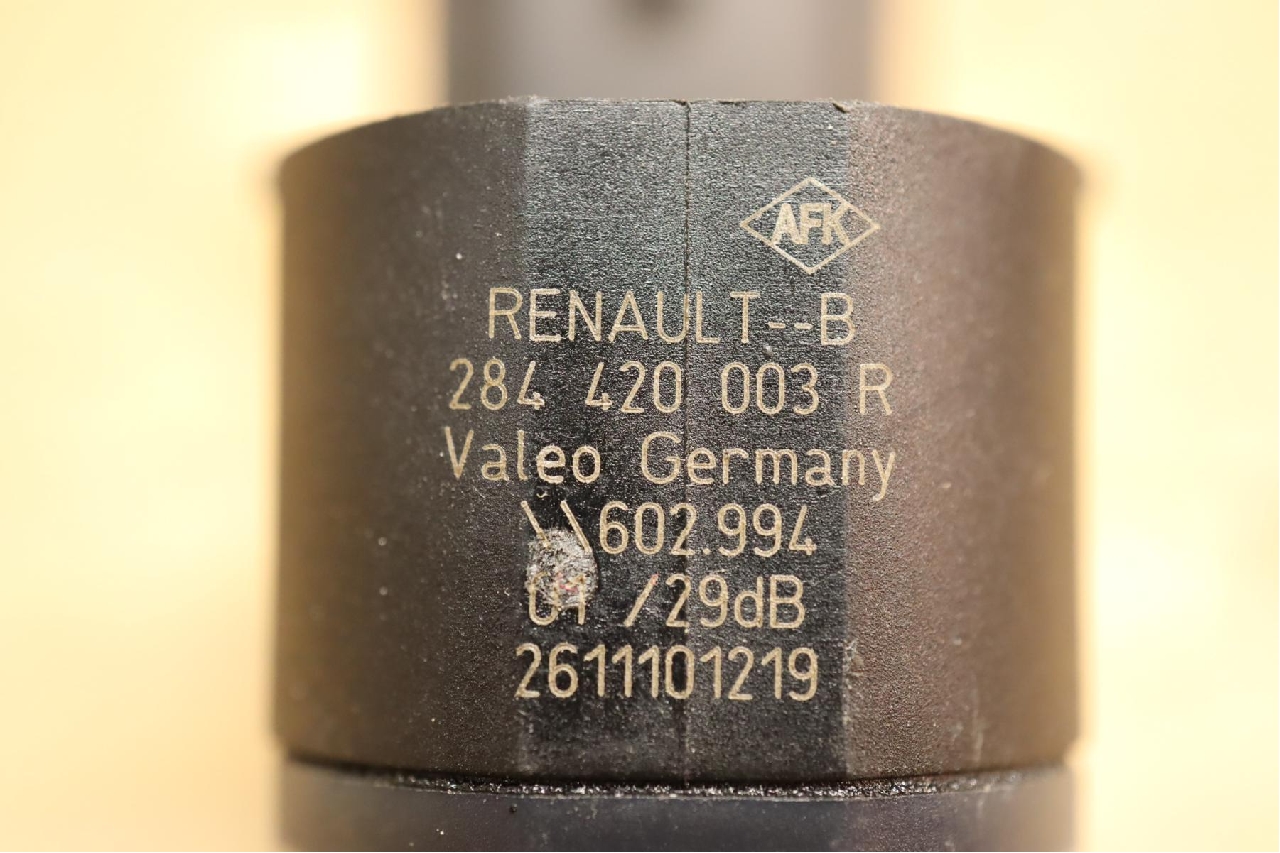 AFK
RENAULT--B
284 420 003 R
Valeo Germany
\\602.994
/29dB
2611101219